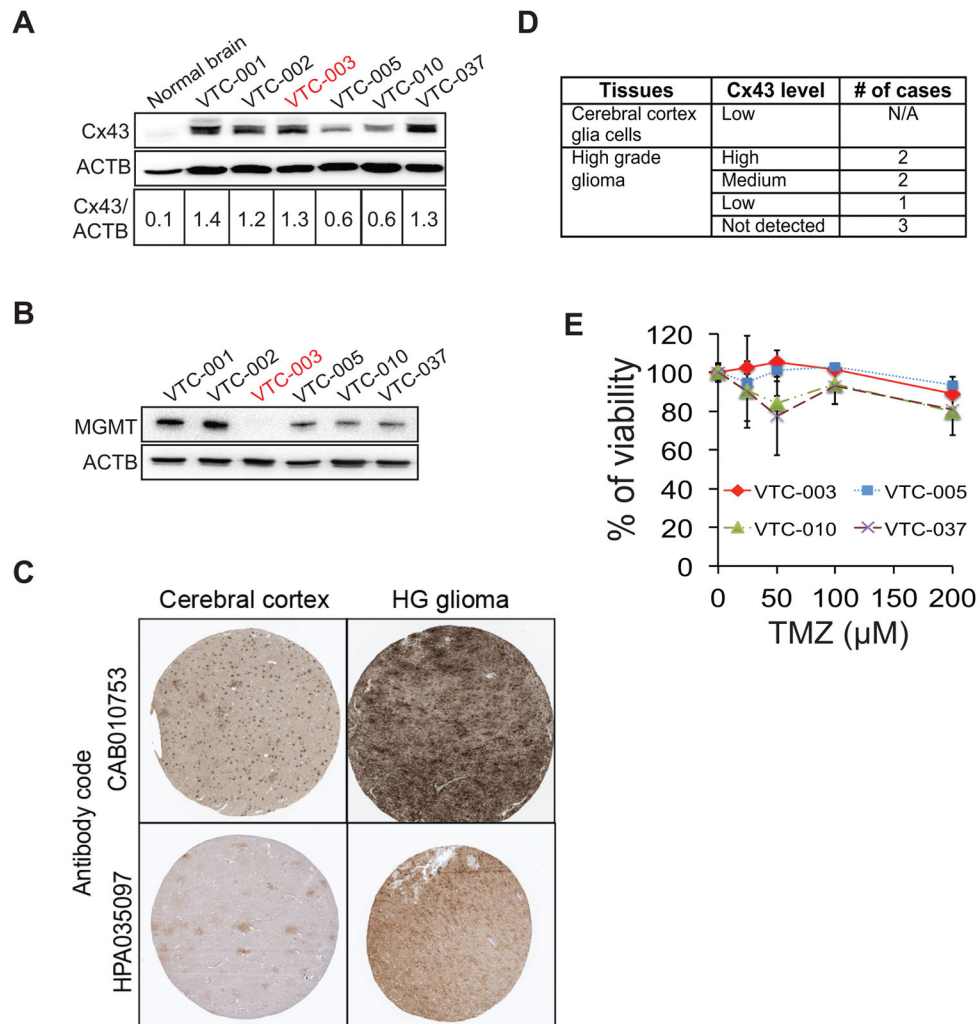 A
Normal brain
VTC-001
VTC-002
VTC-003
VTC-005
VTC-010
VTC-037
Cx43
ACTB
Cx43/
ACTB
0.1 1.4 1.2 1.3 0.6 0.6 1.3
B
VTC-001
VTC-002
VTC-003
VTC-005
VTC-010
VTC-037
MGMT
ACTB
C
Cerebral cortex HG glioma
Antibody code
CAB010753
HPA035097
D
Tissues Cx43 level # of cases
Cerebral cortex Low N/A
glia cells
High grade High 2
glioma Medium 2
Low 1
Not detected 3
E
% of viability
120
100
80
60
40
20
0
VTC-003 VTC-005
VTC-010 VTC-037
0 50 100 150 200
TMZ (µM)